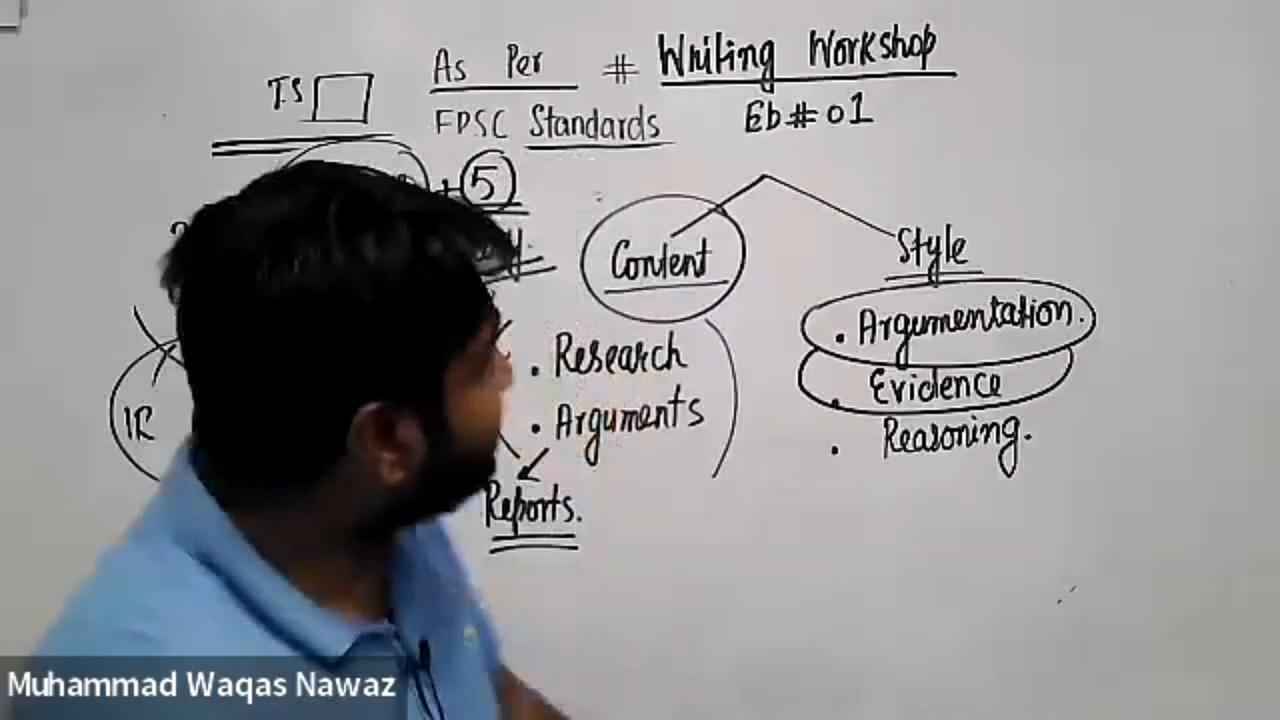 # Writing Workshop
As Per
TS
FPSC Standards
Eb # 01
+ 5
Content
Style
. Argumentation.
. Research
. Evidence
. Arguments
IR
. Reasoning.
Reports.
Muhammad Waqas Nawaz